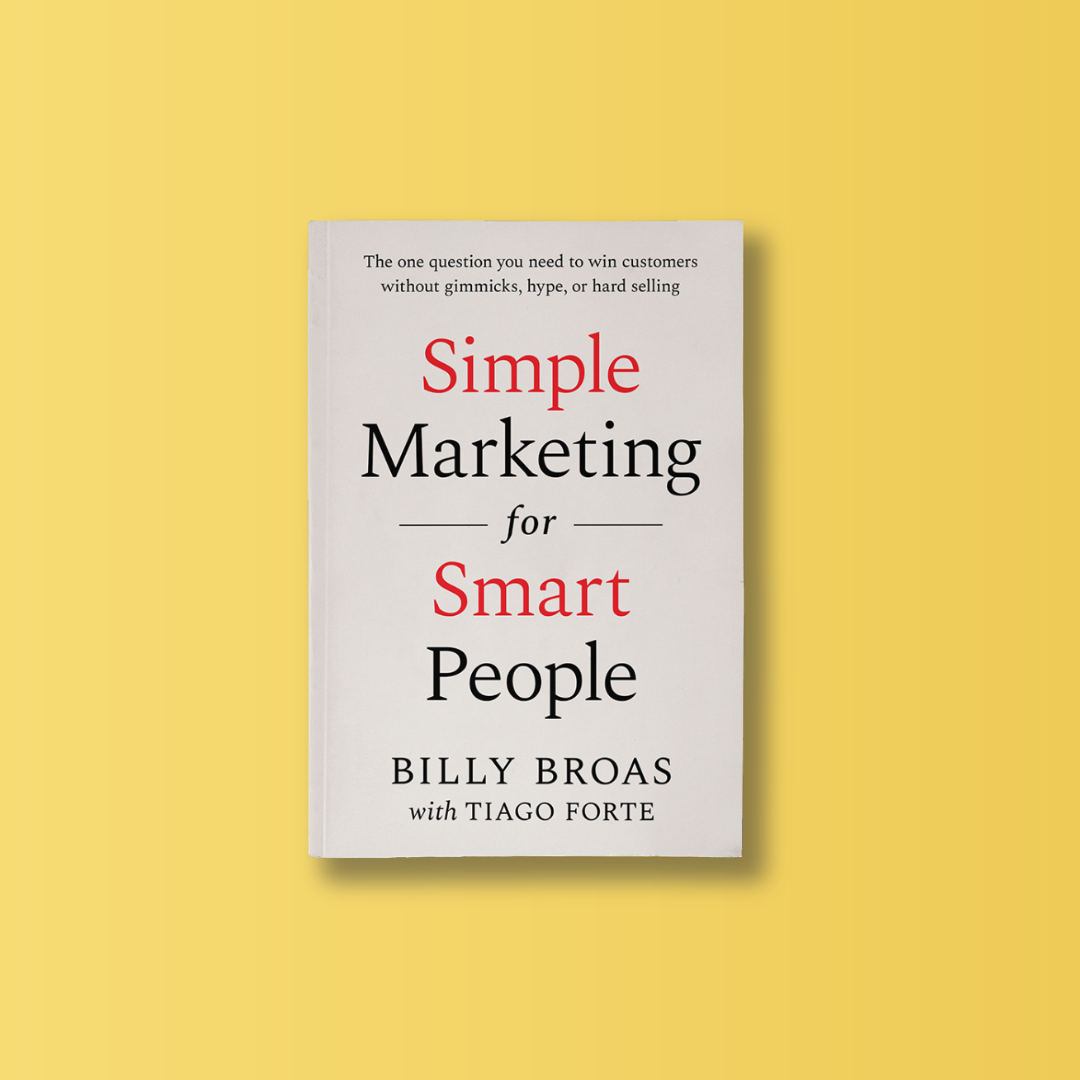 The one question you need to win customers
without gimmicks, hype, or hard selling
Simple
Marketing
for
Smart
People
BILLY BROAS
with TIAGO FORTE